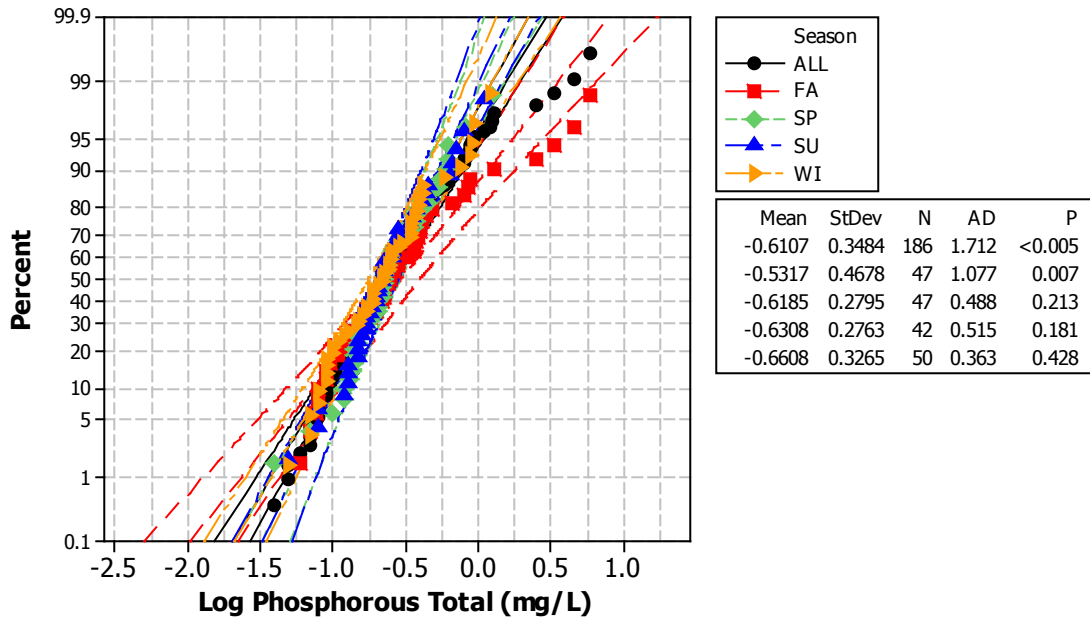 99.9
99
95
90
80
70
60
50
40
30
20
10
5
1
0.1
Percent
-2.5 -2.0 -1.5 -1.0 -0.5 0.0 0.5 1.0
Log Phosphorous Total (mg/L)
Season
ALL
FA
SP
SU
WI
Mean StDev N AD P
-0.6107 0.3484 186 1.712 <0.005
-0.5317 0.4678 47 1.077 0.007
-0.6185 0.2795 47 0.488 0.213
-0.6308 0.2763 42 0.515 0.181
-0.6608 0.3265 50 0.363 0.428